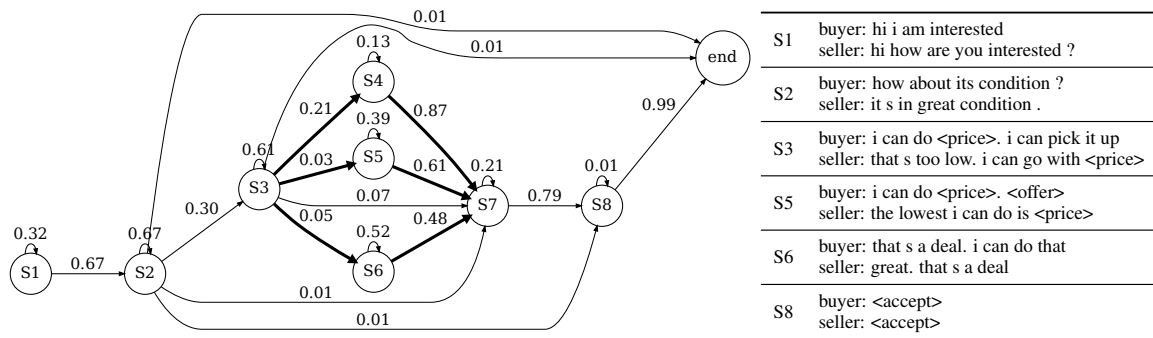 0.01
0.01
end
0.13
S4
0.21
0.87
0.99
0.39
S5
0.61
0.03
0.61
0.21
0.01
S3
0.07
S7
0.79
S8
0.30
0.05
0.48
0.52
0.32
0.67
S6
S1
0.67
S2
0.01
0.01
S1
buyer: hi i am interested
seller: hi how are you interested ?
S2
buyer: how about its condition ?
seller: it s in great condition .
S3
buyer: i can do <price>. i can pick it up
seller: that s too low. i can go with <price>
S5
buyer: i can do <price>. <offer>
seller: the lowest i can do is <price>
S6
buyer: that s a deal. i can do that
seller: great. that s a deal
S8
buyer: <accept>
seller: <accept>